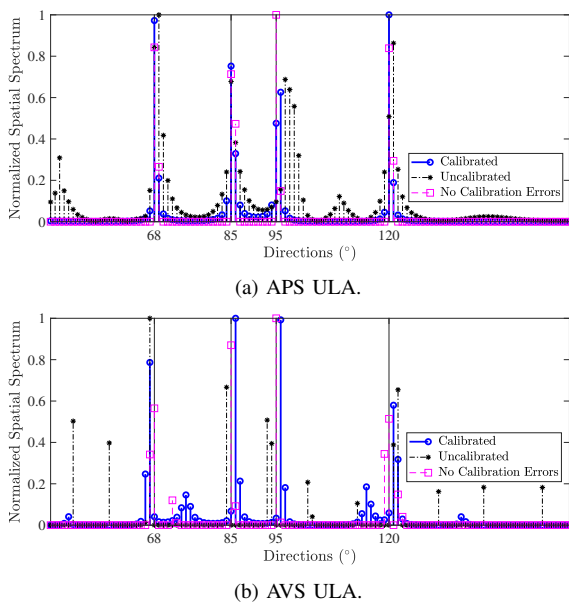 1
0.8
0.6
0.4
0.2
0
Normalized Spatial Spectrum
Calibrated
Uncalibrated
No Calibration Errors
68 85 95 120
Directions (°)
(a) APS ULA.
1
0.8
0.6
0.4
0.2
0
Normalized Spatial Spectrum
Calibrated
Uncalibrated
No Calibration Errors
68 85 95 120
Directions (°)
(b) AVS ULA.